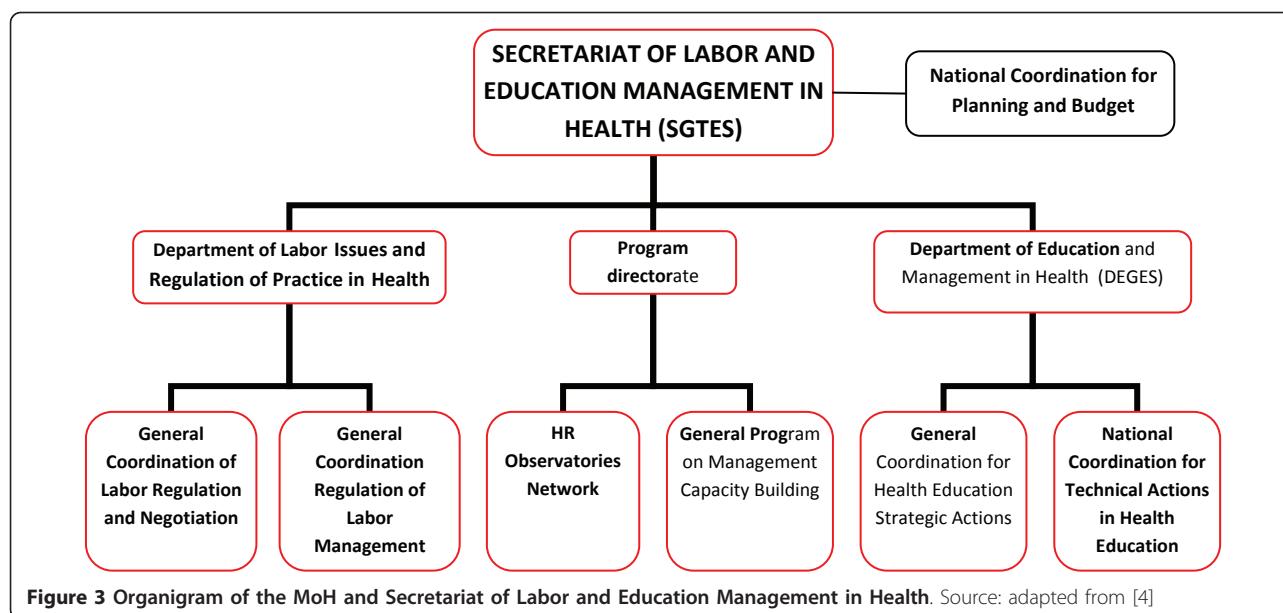 SECRETARIAT OF LABOR AND
EDUCATION MANAGEMENT IN
HEALTH (SGTES)
National Coordination for
Planning and Budget
Department of Labor Issues and
Regulation of Practice in Health
Program
directorate
Department of Education and
Management in Health (DEGES)
General
Coordination of
Labor Regulation
and Negotiation
General
Coordination
Regulation of
Labor
Management
HR
Observatories
Network
General Program
on Management
Capacity Building
General
Coordination for
Health Education
Strategic Actions
National
Coordination for
Technical Actions
in Health
Education
Figure 3 Organigram of the MoH and Secretariat of Labor and Education Management in Health. Source: adapted from [4]